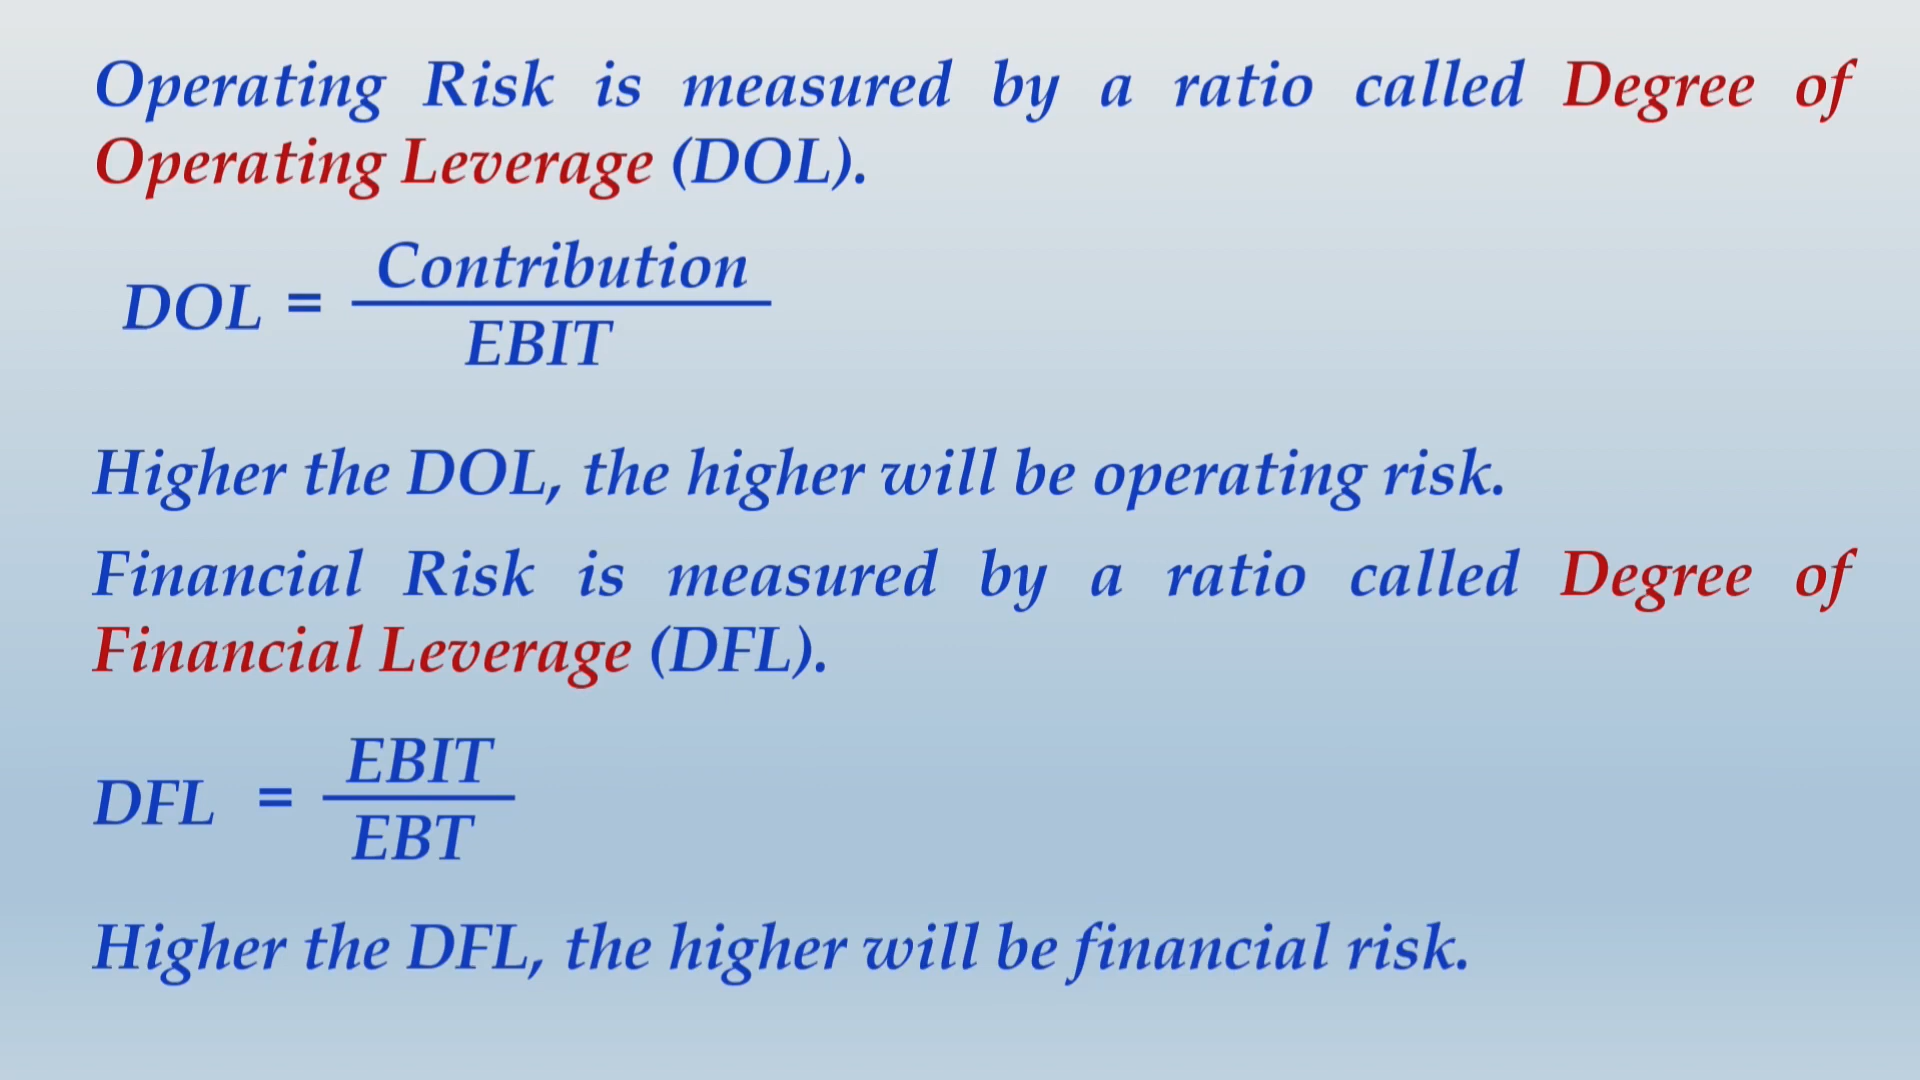 Operating Risk is measured by a ratio called Degree of
Operating Leverage (DOL).
DOL = Contribution
EBIT
Higher the DOL, the higher will be operating risk.
Financial Risk is measured by a ratio called Degree of
Financial Leverage (DFL).
DFL = EBIT
EBT
Higher the DFL, the higher will be financial risk.